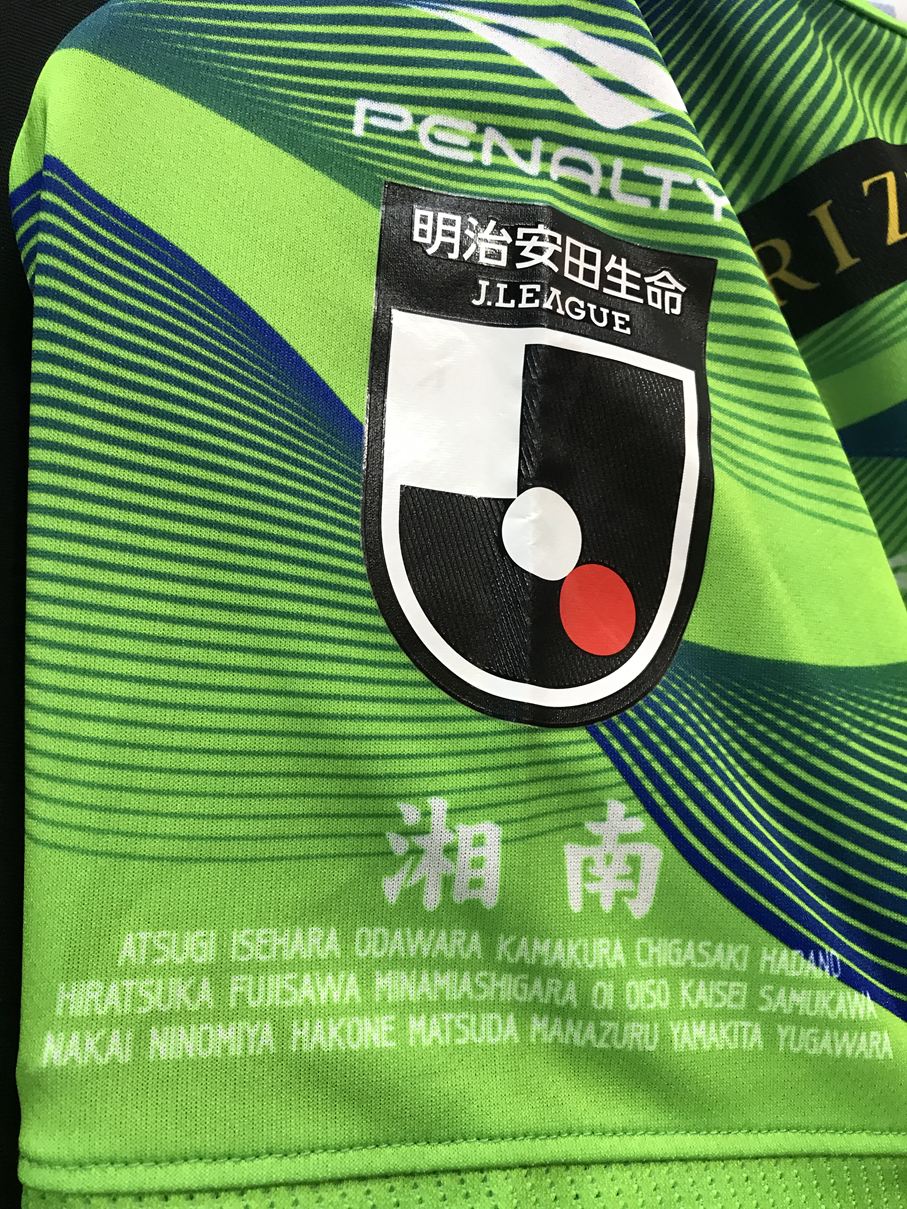 PENALTY
RIZ
明治安田生命
J.LEAGUE
湘南
ATSUGI ISEHARA ODAWARA KAMAKURA CHIGASAKI HADANO
HIRATSUKA FUJISAWA MINAMIASHIGARA OI OISO KAISEI SAMUKAWA
NAKAI NINOMIYA HAKONE MATSUDA MANAZURU YAMAKITA YUGAWARA